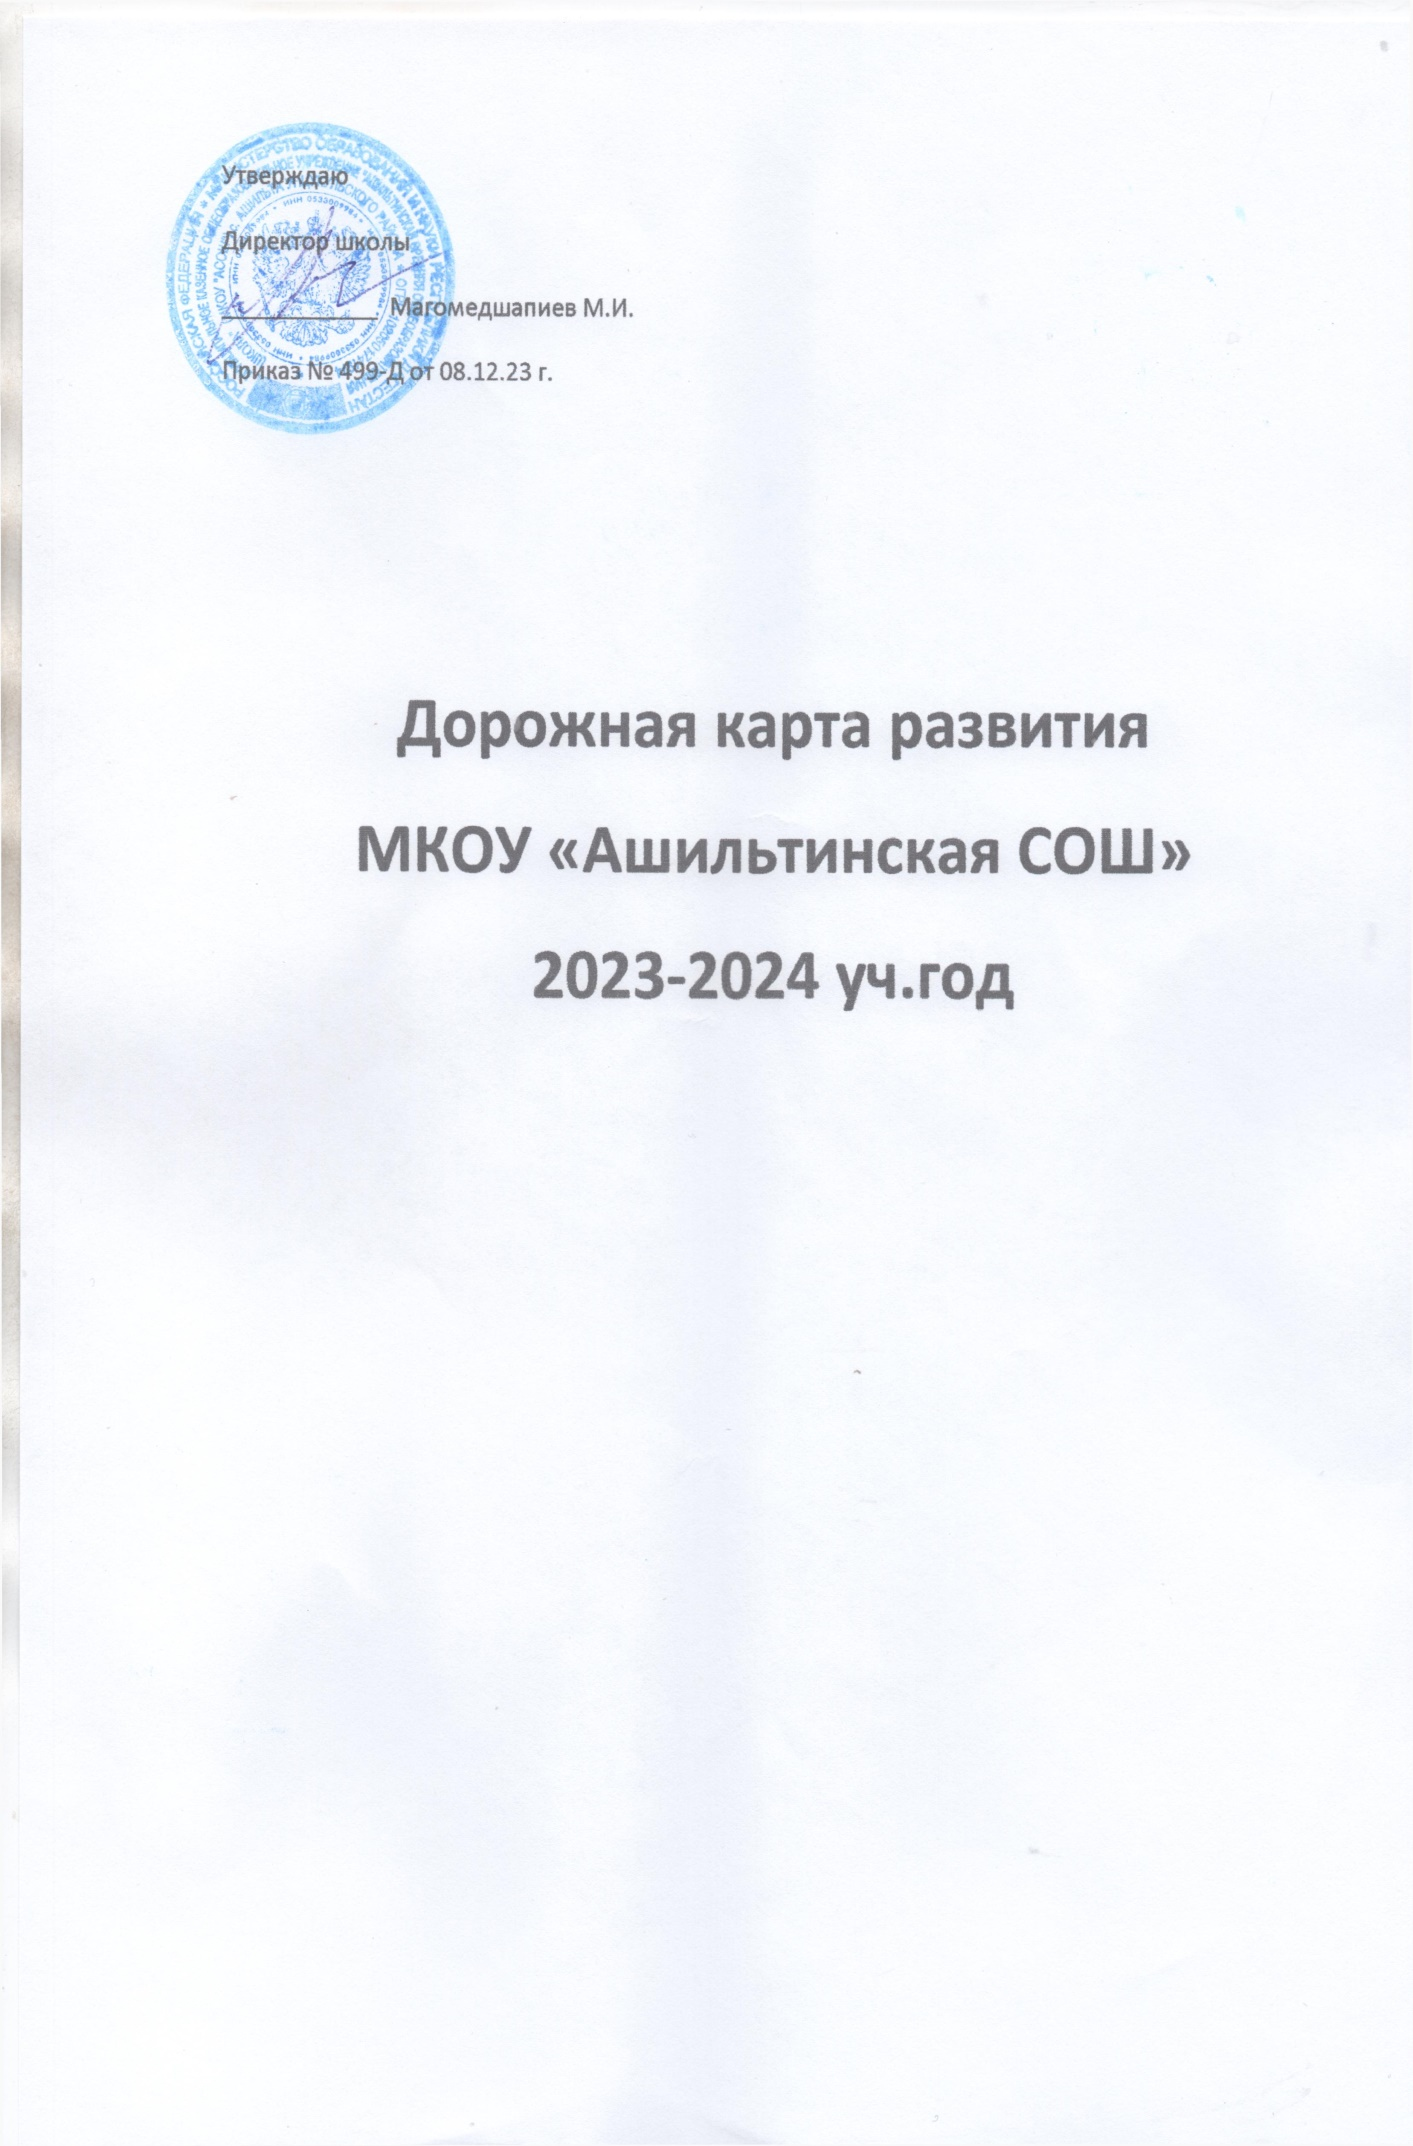 Утверждаю
Директор школы
Магомедшапиев М.И.
Приказ № 499-Д от 08.12.23 г.
Дорожная карта развития
МКОУ «Ашильтинская СОШ»
2023-2024 уч.год